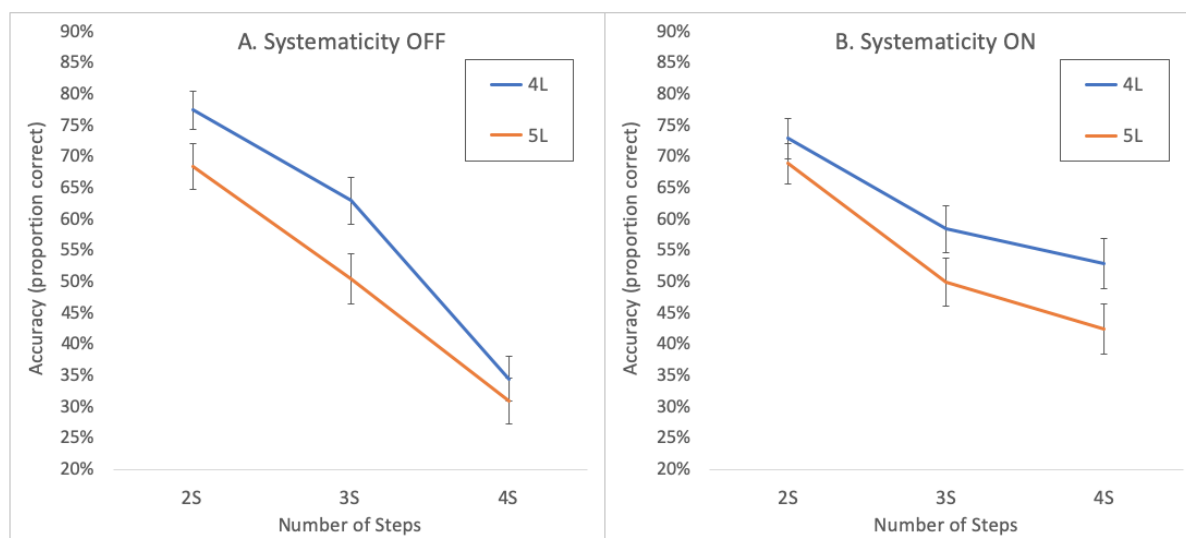 A. Systematicity OFF
90%
85%
80%
75%
70%
65%
60%
55%
50%
45%
40%
35%
30%
25%
20%
Accuracy (proportion correct)
4L
5L
2S 3S 4S
Number of Steps
B. Systematicity ON
90%
85%
80%
75%
70%
65%
60%
55%
50%
45%
40%
35%
30%
25%
20%
Accuracy (proportion correct)
4L
5L
2S 3S 4S
Number of Steps